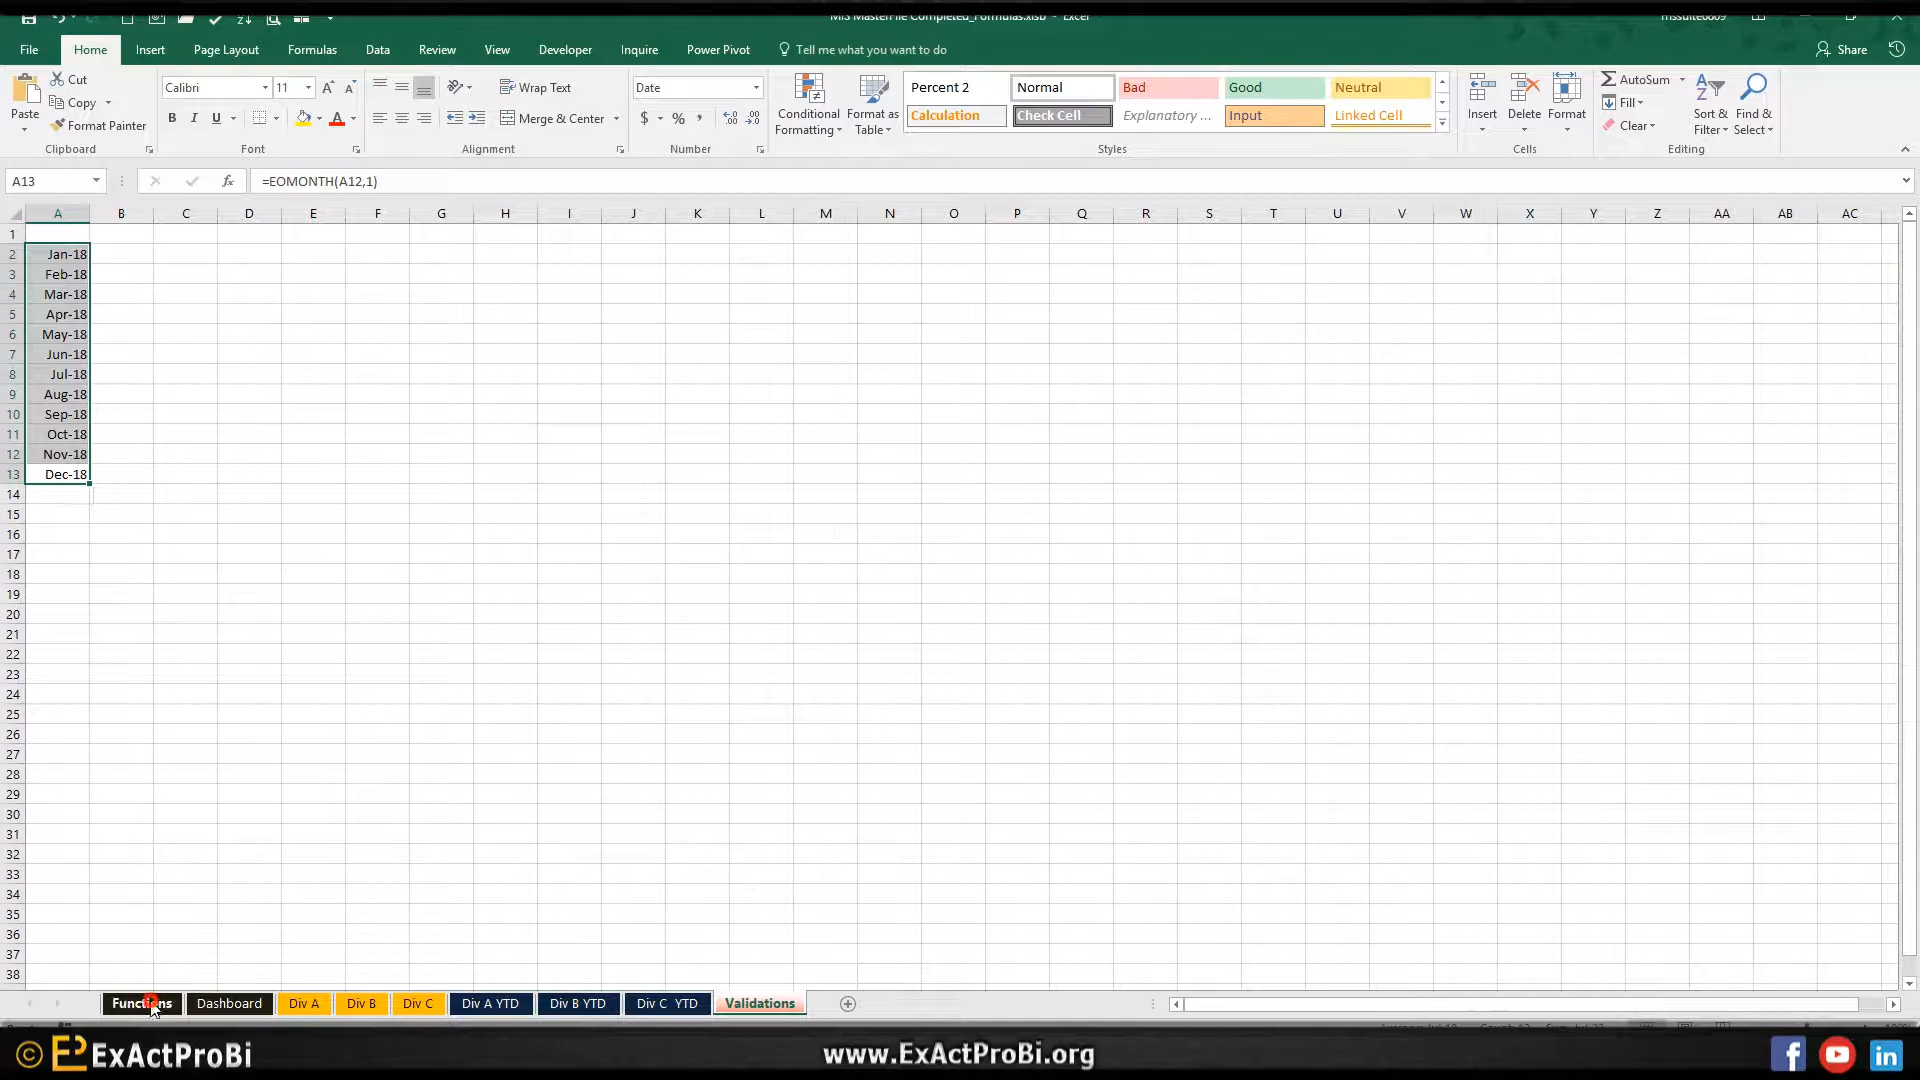 MIS MasterFile Completed_Formulas.xlsb - Excel
File Home Insert Page Layout Formulas Data Review View Developer Inquire Power Pivot Tell me what you want to do Share
Paste
Cut
Copy
Format Painter
Clipboard
Calibri 11
B I U
Font
Wrap Text
Merge & Center
Alignment
Date
$ % ,
Number
Conditional Formatting
Format as Table
Percent 2 Normal Bad Good Neutral
Calculation Check Cell Explanatory ... Input Linked Cell
Styles
Insert Delete Format
Cells
AutoSum
Fill
Clear
Sort & Filter
Find & Select
Editing
A13 fx =EOMONTH(A12,1)
A B C D E F G H I J K L M N O P Q R S T U V W X Y Z AA AB AC
1
2 Jan-18
3 Feb-18
4 Mar-18
5 Apr-18
6 May-18
7 Jun-18
8 Jul-18
9 Aug-18
10 Sep-18
11 Oct-18
12 Nov-18
13 Dec-18
14
15
16
17
18
19
20
21
22
23
24
25
26
27
28
29
30
31
32
33
34
35
36
37
38
Functions Dashboard Div A Div B Div C Div A YTD Div B YTD Div C YTD Validations
© EP ExActProBi www.ExActProBi.org f in